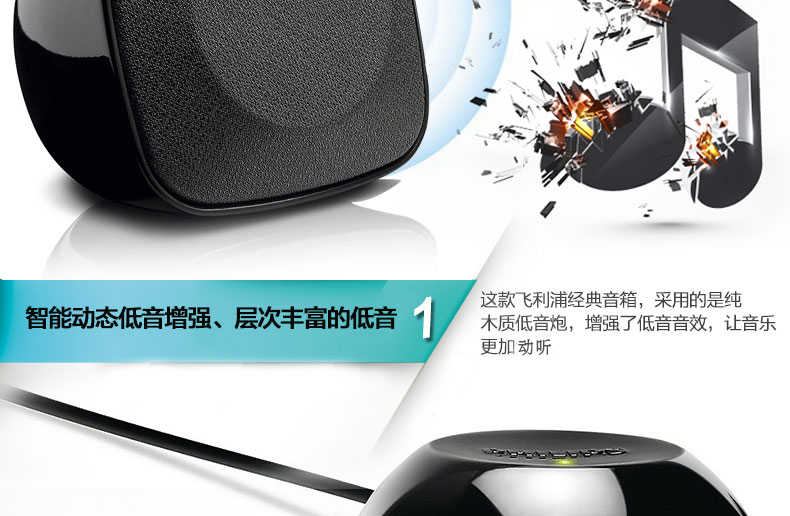 智能动态低音增强、层次丰富的低音 1
这款飞利浦经典音箱，采用的是纯
木质低音炮，增强了低音音效，让音乐
更加动听
PHILIPS